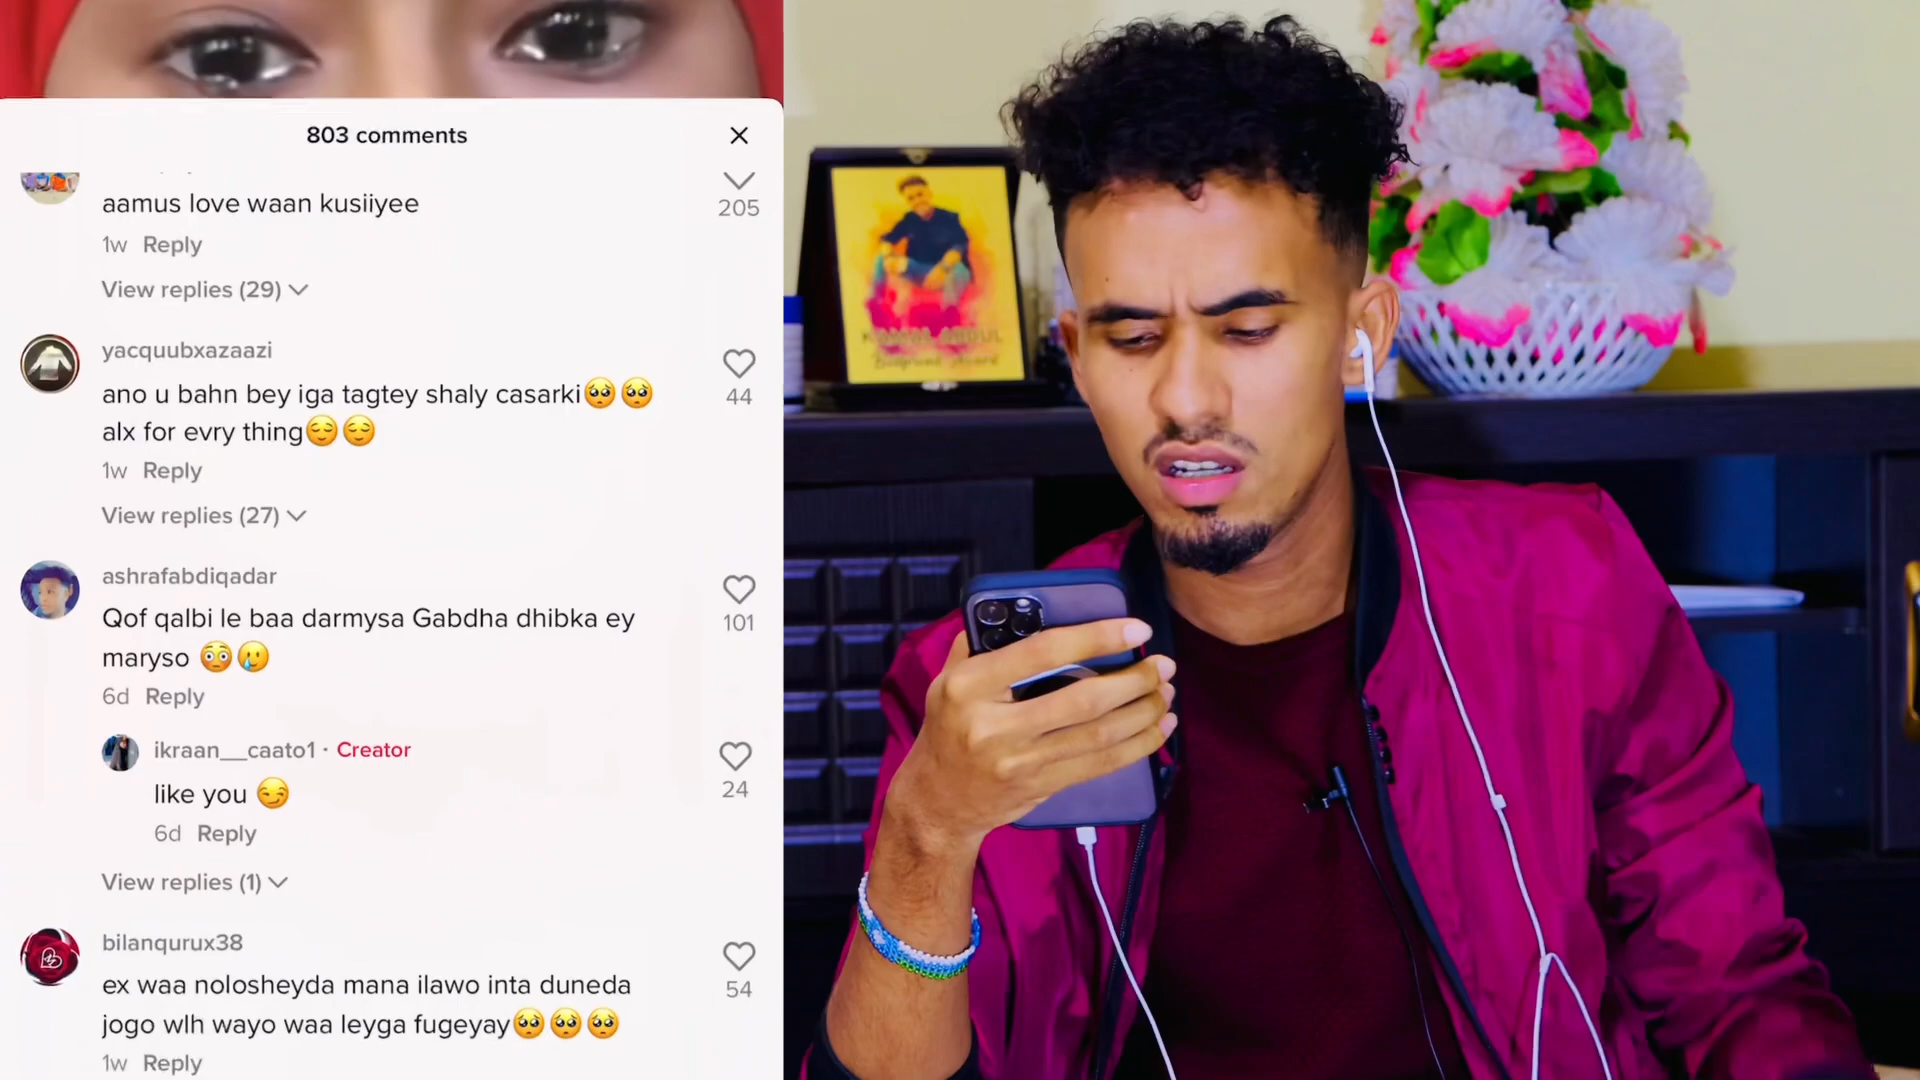 803 comments
aamus love waan kusiiyee
205
1w Reply
View replies (29)
yacquubxazaazi
ano u bahn bey iga tagtey shaly casarki🥺🥺
44
alx for evry thing😌😌
1w Reply
View replies (27)
ashrafabdiqadar
Qof qalbi le baa darmysa Gabdha dhibka ey
101
maryso 😳🥲
6d Reply
ikraan__caato1 · Creator
like you 😏
24
6d Reply
View replies (1)
bilanqurux38
ex waa nolosheyda mana ilawo inta duneda
54
jogo wlh wayo waa leyga fugeyay🥺🥺🥺
1w Reply